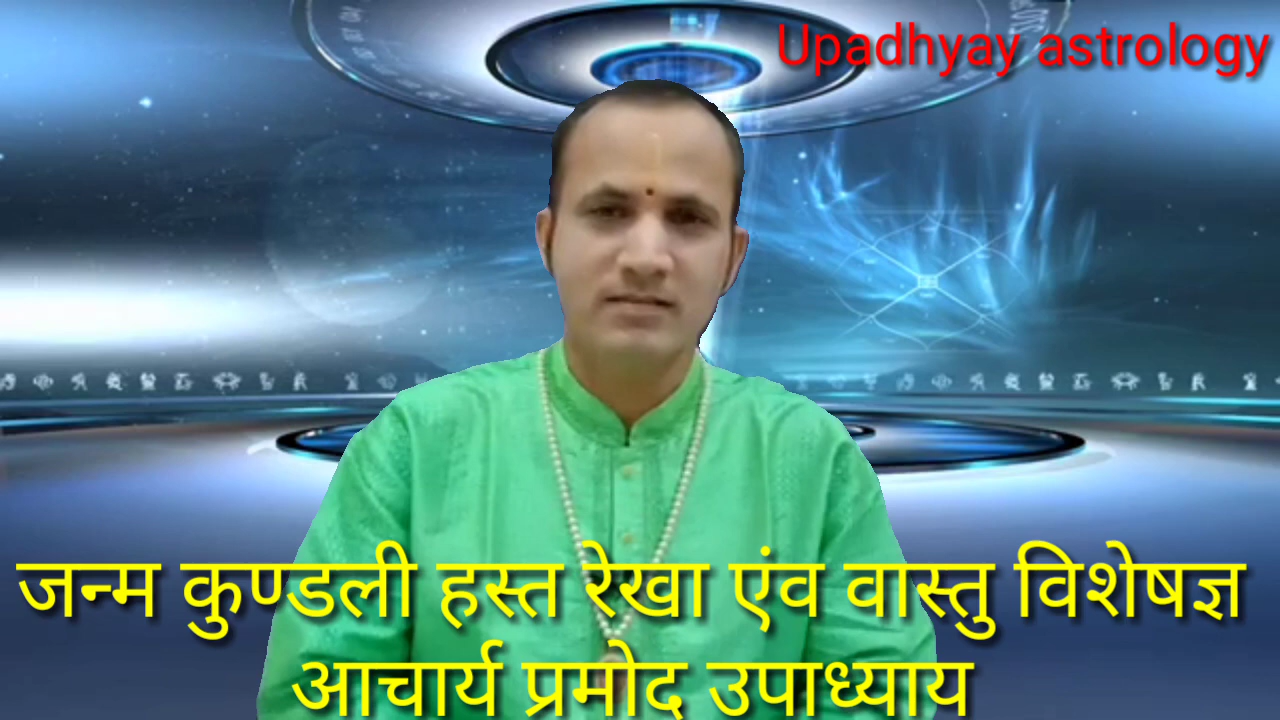 Upadhyay astrology
जन्म कुण्डली हस्त रेखा एंव वास्तु विशेषज्ञ
आचार्य प्रमोद उपाध्याय